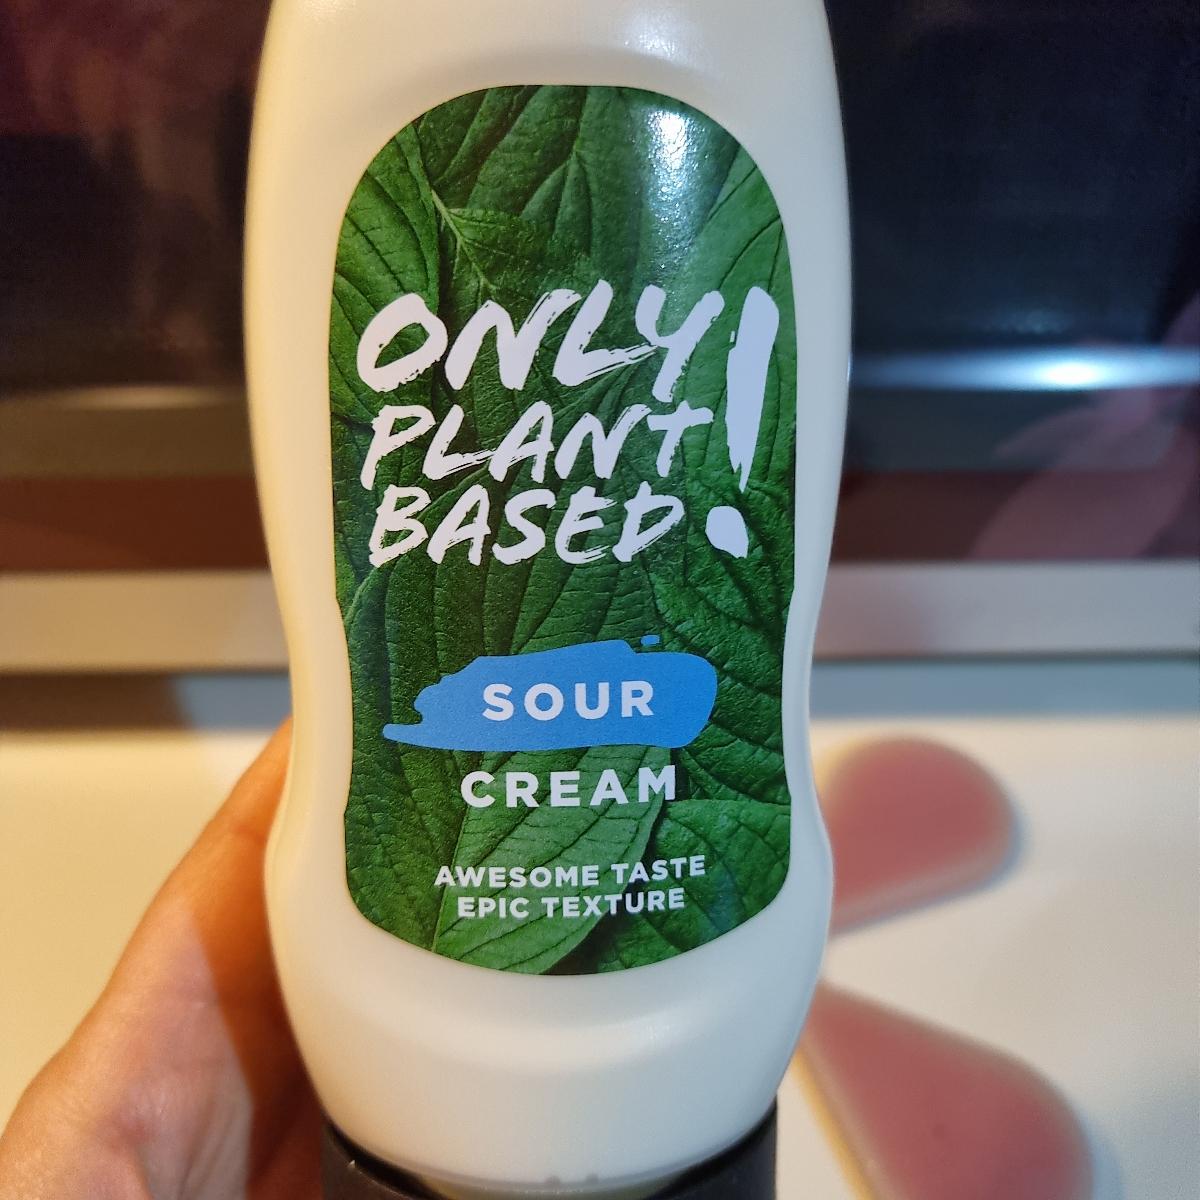 ONLY!
PLANT
BASED
SOUR
CREAM
AWESOME TASTE
EPIC TEXTURE